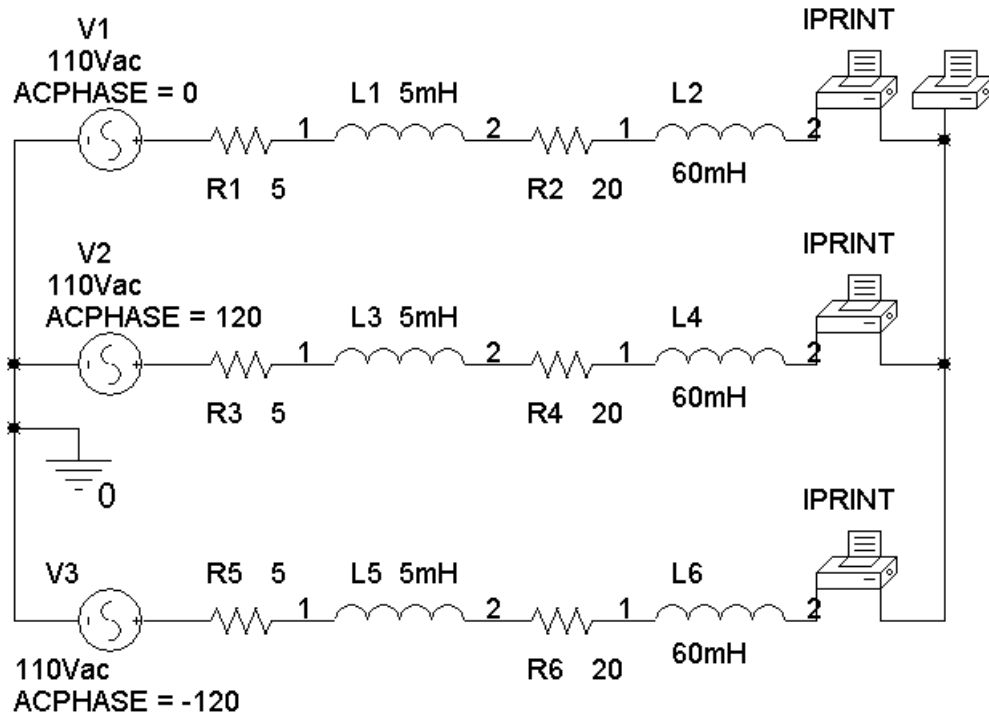 V1
110Vac
ACPHASE = 0
IPRINT
L1 5mH
L2
1
2
1
2
R1 5
R2 20
60mH
V2
110Vac
ACPHASE = 120
IPRINT
L3 5mH
L4
1
2
1
2
R3 5
R4 20
60mH
0
IPRINT
V3
R5 5
L5 5mH
L6
1
2
1
2
R6 20
60mH
110Vac
ACPHASE = -120